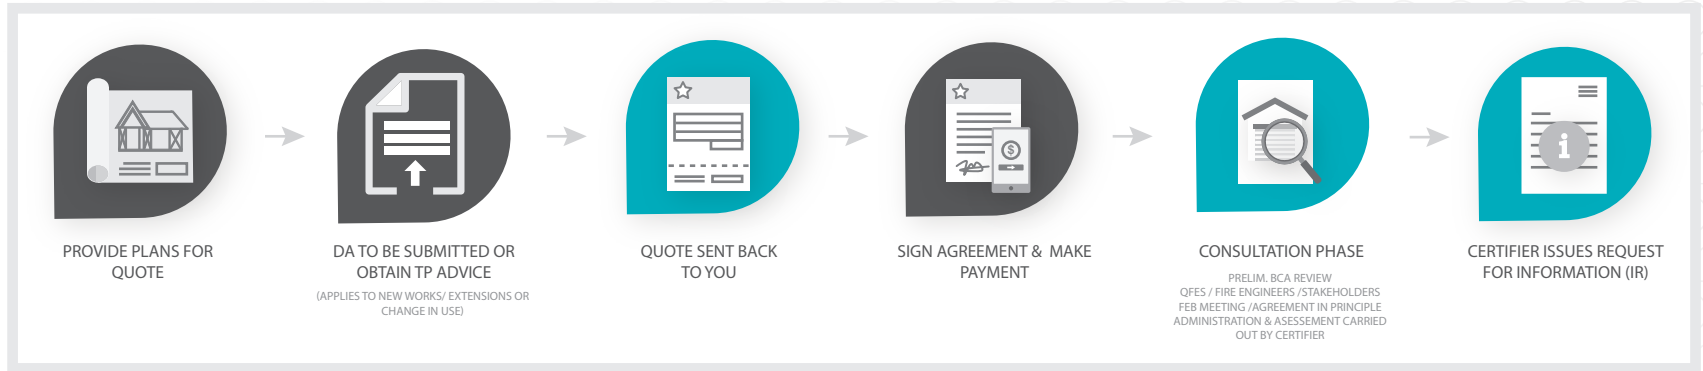 PROVIDE PLANS FOR
QUOTE
DA TO BE SUBMITTED OR
OBTAIN TP ADVICE
(APPLIES TO NEW WORKS/ EXTENSIONS OR
CHANGE IN USE)
QUOTE SENT BACK
TO YOU
$
SIGN AGREEMENT & MAKE
PAYMENT
CONSULTATION PHASE
PRELIM. BCA REVIEW
QFES / FIRE ENGINEERS /STAKEHOLDERS
FEB MEETING /AGREEMENT IN PRINCIPLE
ADMINISTRATION & ASESSEMENT CARRIED
OUT BY CERTIFIER
i
CERTIFIER ISSUES REQUEST
FOR INFORMATION (IR)